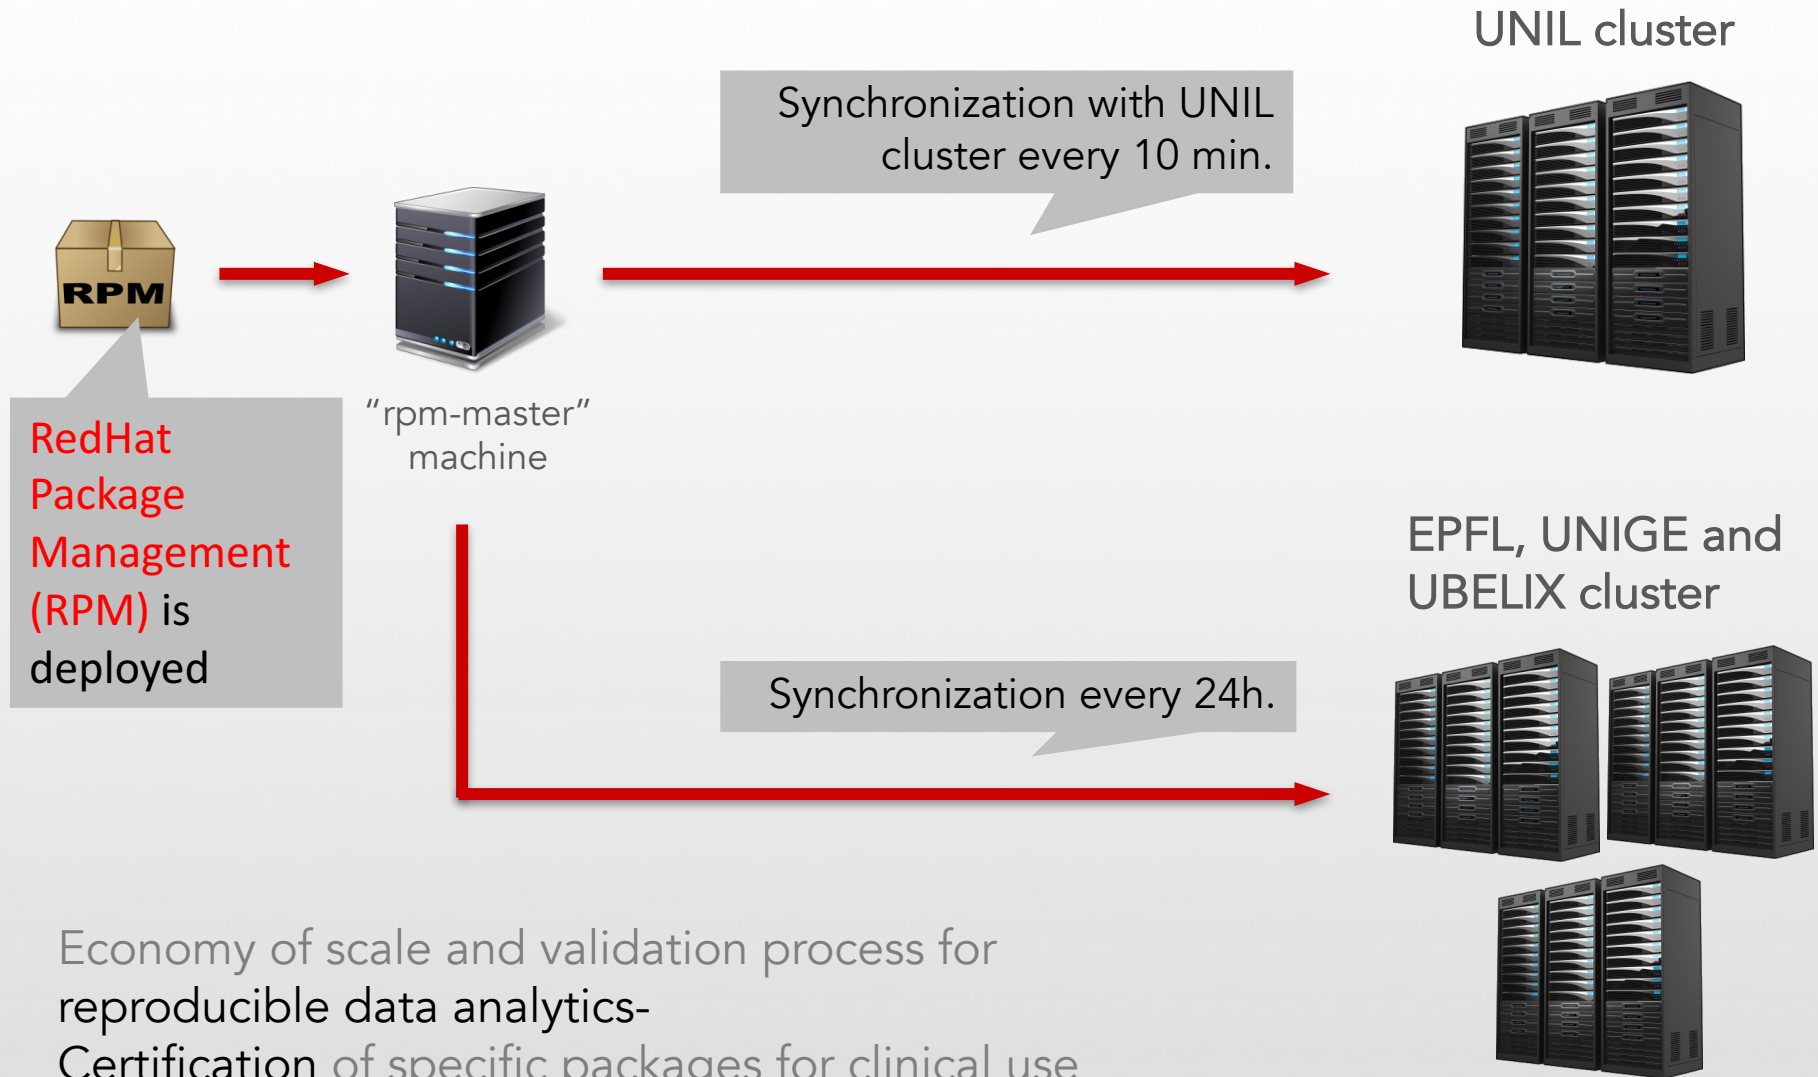 UNIL cluster
Synchronization with UNIL
cluster every 10 min.
RPM
"rpm-master"
machine
RedHat
Package
Management
(RPM) is
deployed
EPFL, UNIGE and
UBELIX cluster
Synchronization every 24h.
Economy of scale and validation process for
reproducible data analytics-
Certification of specific packages for clinical use